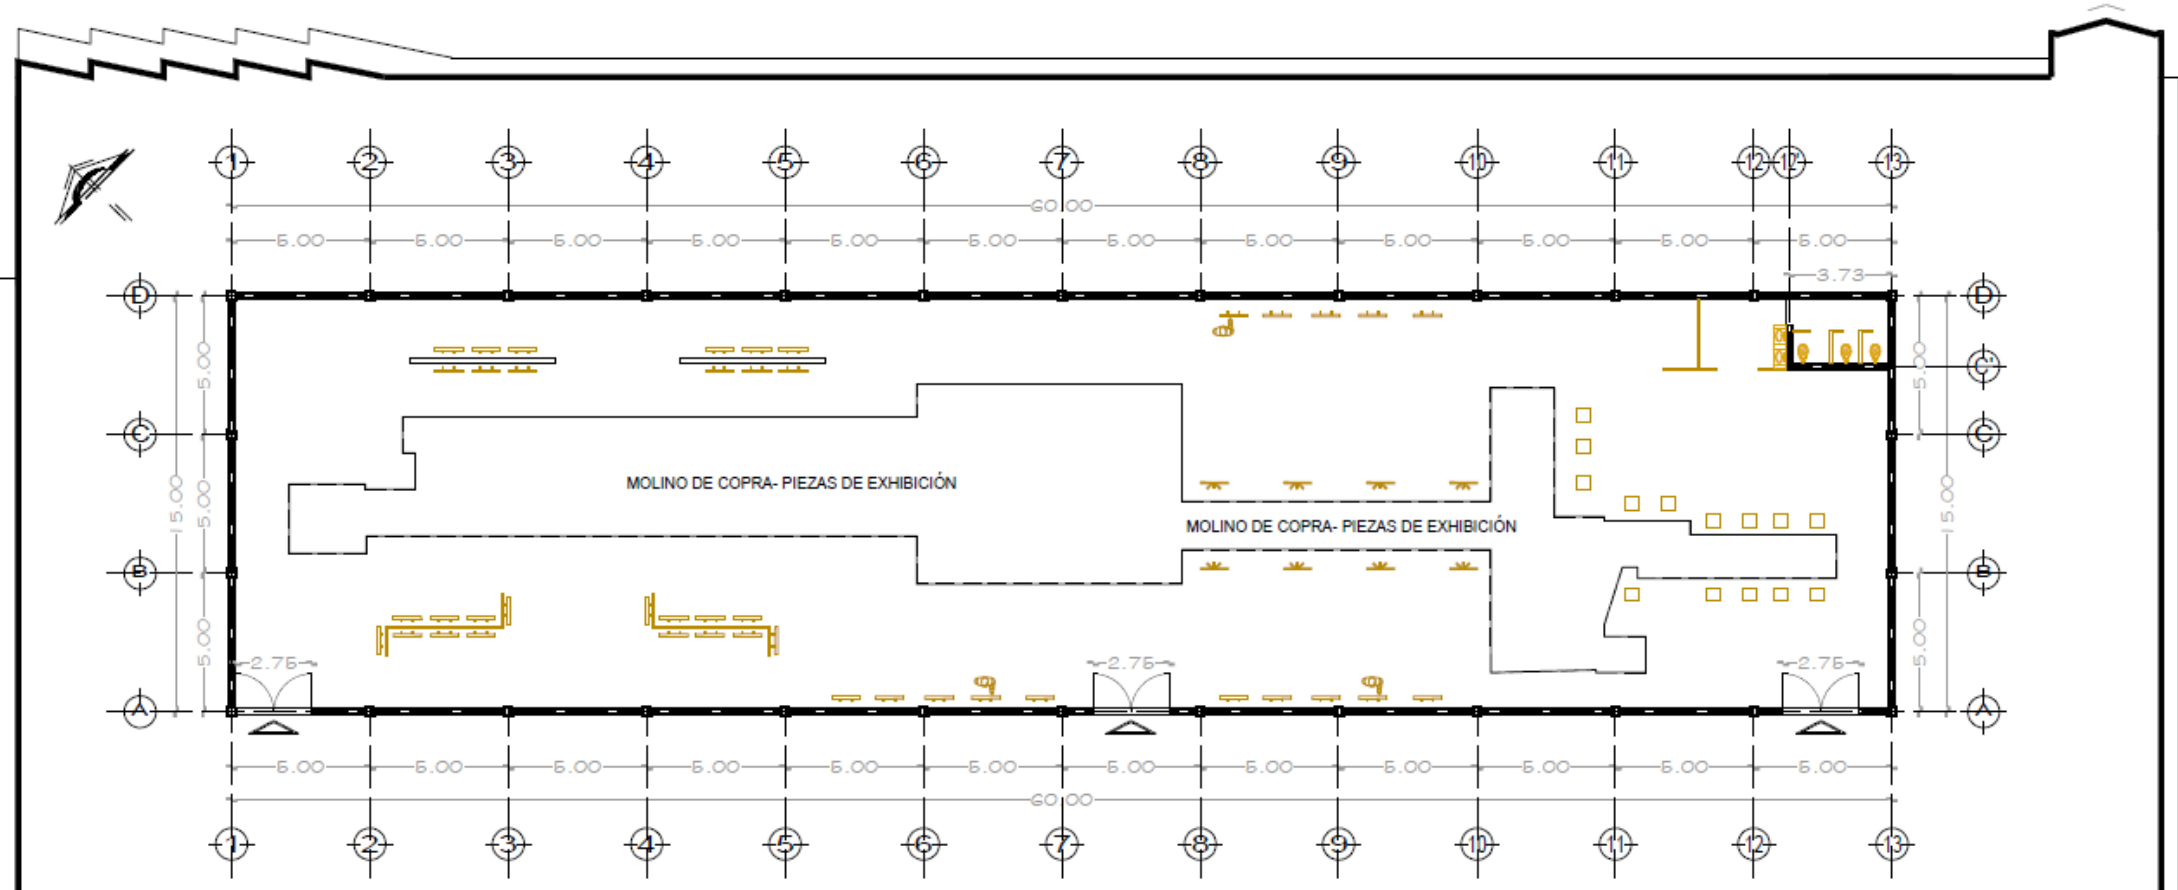 1 2 3 4 5 6 7 8 9 10 11 12 12' 13
60.00
5.00 5.00 5.00 5.00 5.00 5.00 5.00 5.00 5.00 5.00 5.00 5.00
3.73
D D
5.00 5.00
C'
C C
MOLINO DE COPRA- PIEZAS DE EXHIBICIÓN
15.00 5.00 15.00
MOLINO DE COPRA- PIEZAS DE EXHIBICIÓN
B B
5.00 5.00
2.75 2.75 2.75
A A
5.00 5.00 5.00 5.00 5.00 5.00 5.00 5.00 5.00 5.00 5.00 5.00
60.00
1 2 3 4 5 6 7 8 9 10 11 12 13